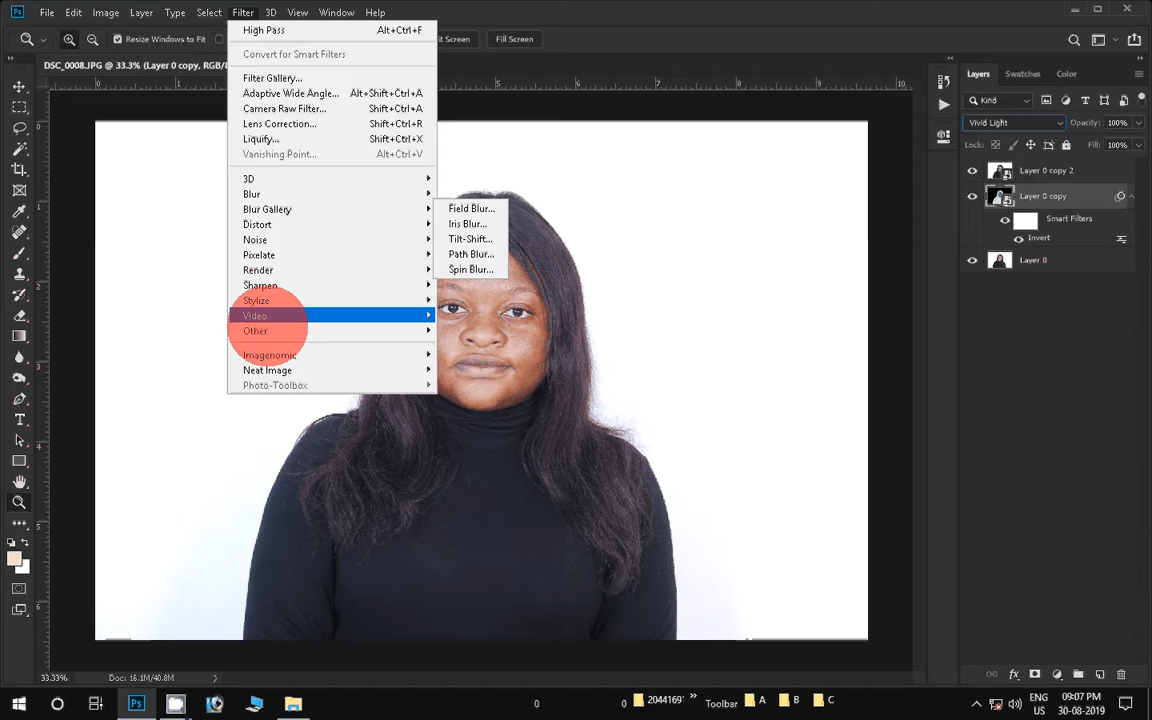 Ps File Edit Image Layer Type Select Filter 3D View Window Help
Resize Windows to Fit
Fill Screen
DSC_0008.JPG @ 33.3% (Layer 0 copy, RGB/8
High Pass Alt+Ctrl+F
Convert for Smart Filters
Filter Gallery...
Adaptive Wide Angle... Alt+Shift+Ctrl+A
Camera Raw Filter... Shift+Ctrl+A
Lens Correction... Shift+Ctrl+R
Liquify... Shift+Ctrl+X
Vanishing Point... Alt+Ctrl+V
3D
Blur
Blur Gallery
Distort
Noise
Pixelate
Render
Sharpen
Stylize
Video
Other
Imagenomic
Neat Image
Photo-Toolbox
Field Blur...
Iris Blur...
Tilt-Shift...
Path Blur...
Spin Blur...
Layers Swatches Color
Kind
Vivid Light Opacity: 100%
Lock: Fill: 100%
Layer 0 copy 2
Layer 0 copy
Smart Filters
Invert
Layer 0
33.33% Doc: 16.1M/40.8M
Ps
0 0 20441691 Toolbar A B C
ENG
US
09:07 PM
30-08-2019